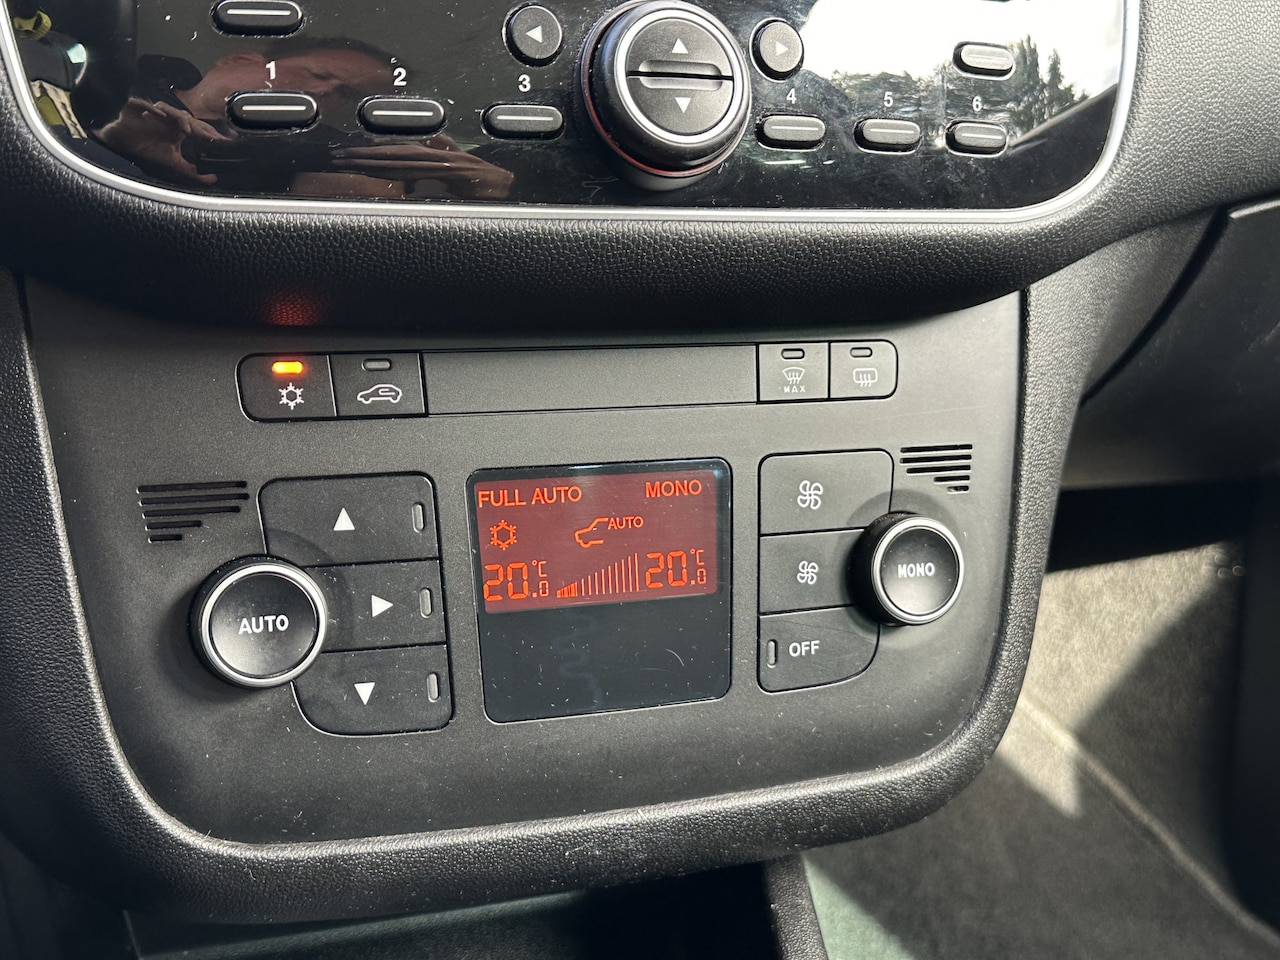 1 2 3 4 5 6
MAX
FULL AUTO MONO
AUTO
20.0 °C 20.0 °C
AUTO
MONO
OFF